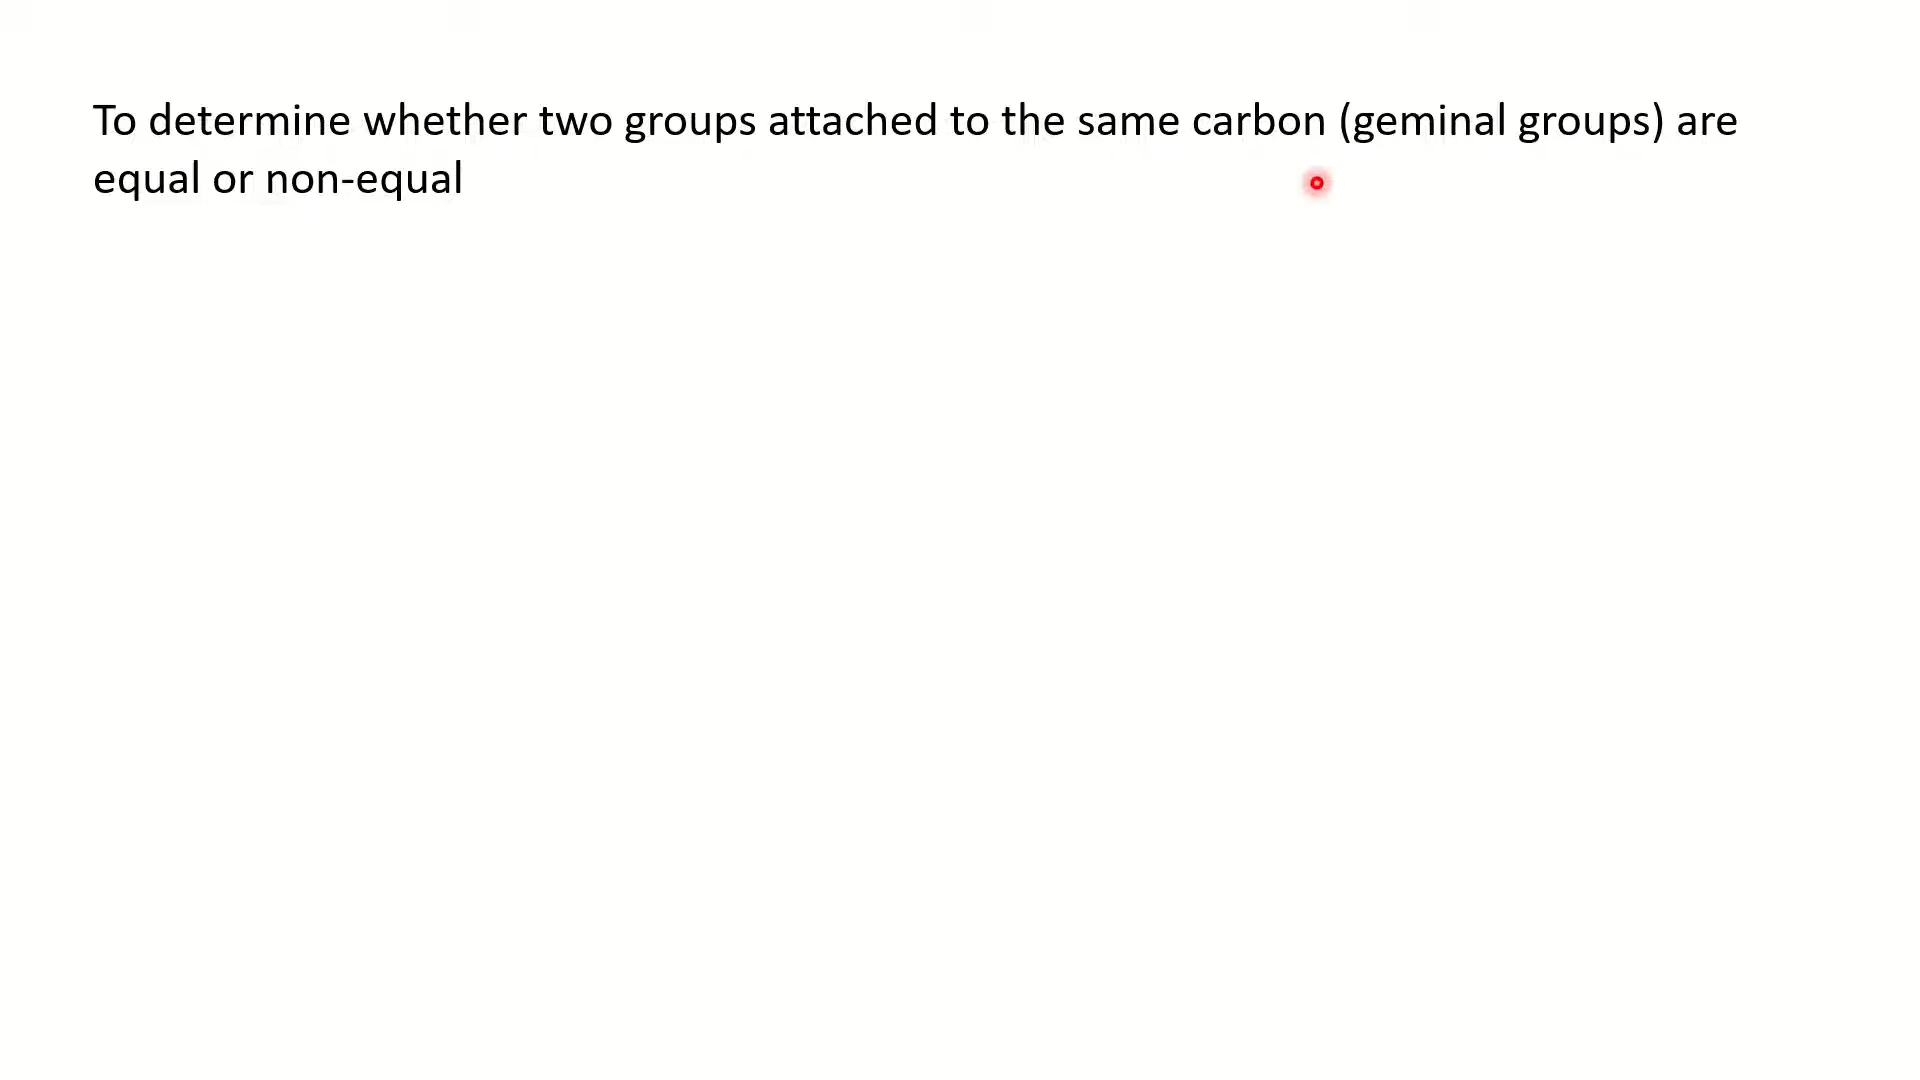 To determine whether two groups attached to the same carbon (geminal groups) are
equal or non-equal